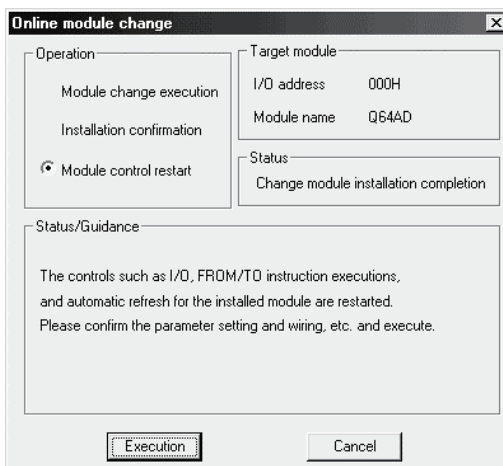 Online module change
Operation
Module change execution
Installation confirmation
Module control restart
Target module
I/O address 000H
Module name Q64AD
Status
Change module installation completion
Status/Guidance
The controls such as I/O, FROM/TO instruction executions,
and automatic refresh for the installed module are restarted.
Please confirm the parameter setting and wiring, etc. and execute.
Execution Cancel